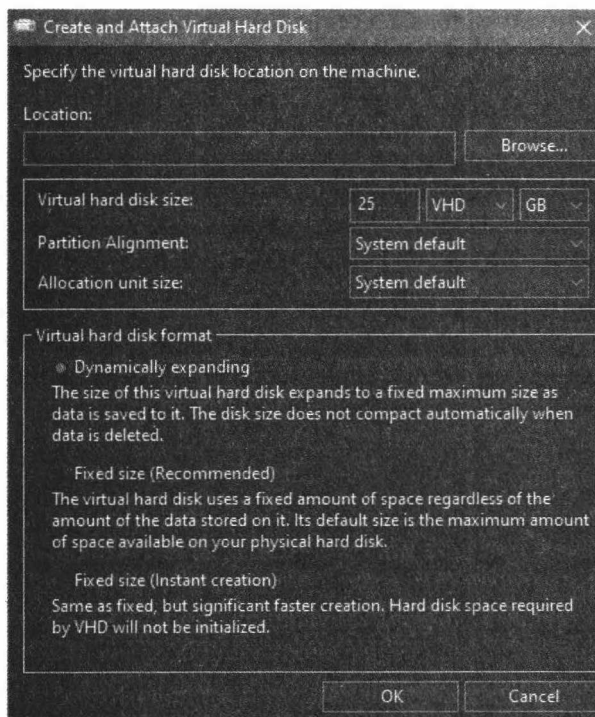 Create and Attach Virtual Hard Disk
Specify the virtual hard disk location on the machine.
Location:
Browse...
Virtual hard disk size: 25 VHD GB
Partition Alignment: System default
Allocation unit size: System default
Virtual hard disk format
Dynamically expanding
The size of this virtual hard disk expands to a fixed maximum size as
data is saved to it. The disk size does not compact automatically when
data is deleted.
Fixed size (Recommended)
The virtual hard disk uses a fixed amount of space regardless of the
amount of the data stored on it. Its default size is the maximum amount
of space available on your physical hard disk.
Fixed size (Instant creation)
Same as fixed, but significant faster creation. Hard disk space required
by VHD will not be initialized.
OK Cancel